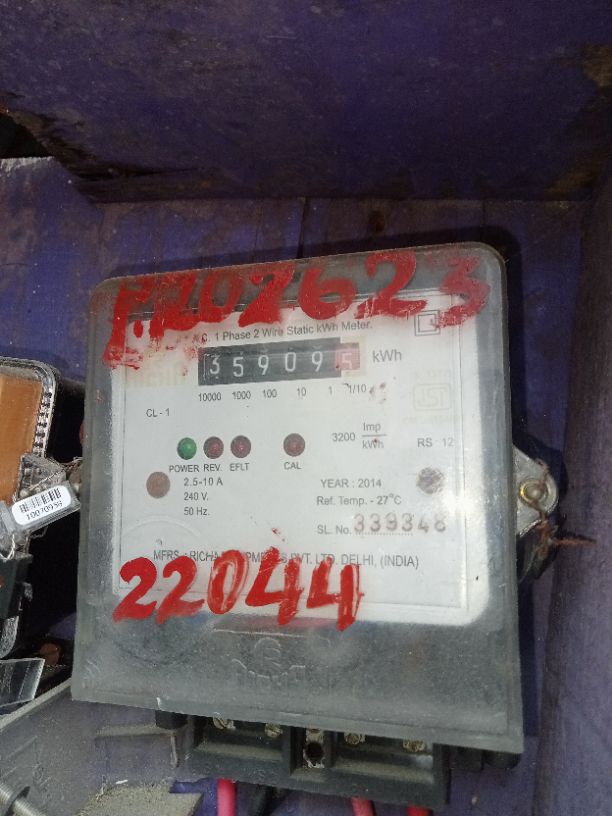 P.R02623
A.C. 1 Phase 2 Wire Static kWh Meter.
359095 kWh
10000 1000 100 10 1 1/10
CL - 1
3200 Imp/kWh
RS : 12
POWER REV. EFLT CAL
2.5-10 A
240 V.
50 Hz.
YEAR : 2014
Ref. Temp. - 27°C
SL. No. 339348
PVT. LTD. DELHI, (INDIA)
22044
10070939